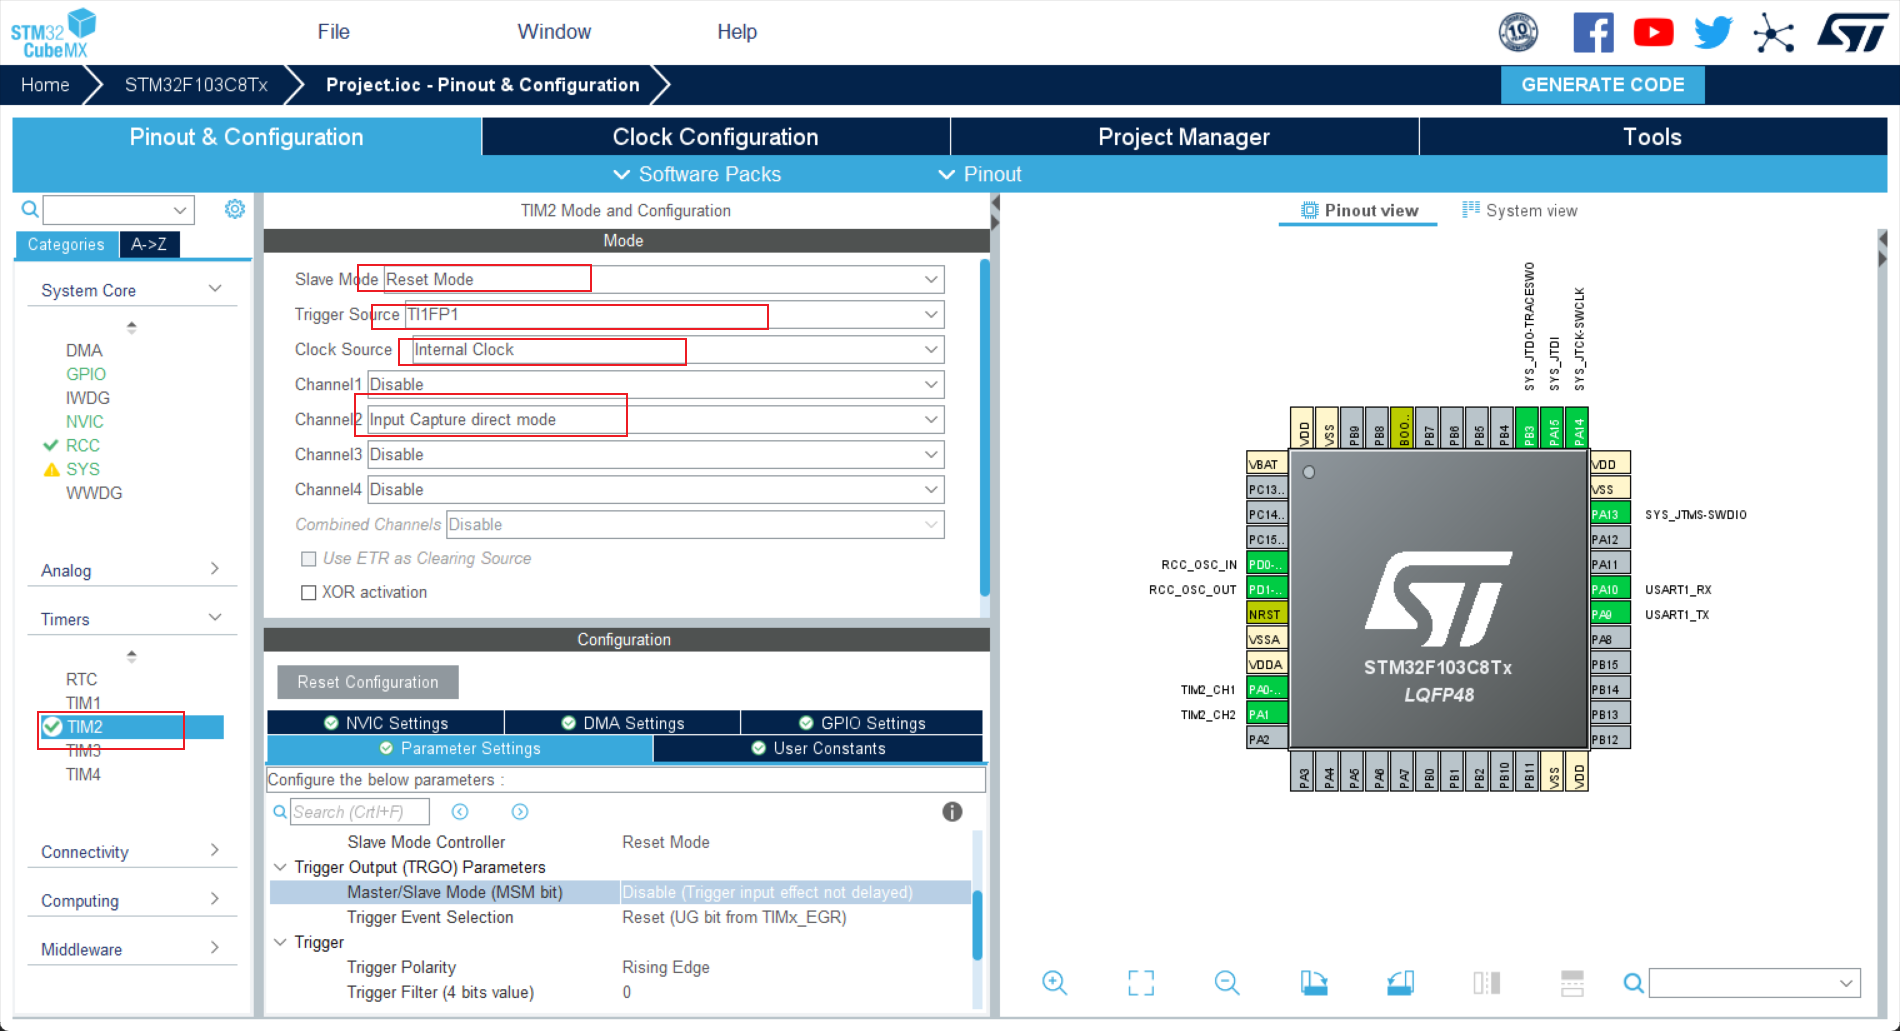 STM32
CubeMX
File
Window
Help
10
Home
STM32F103C8Tx
Project.ioc - Pinout & Configuration
GENERATE CODE
Pinout & Configuration
Clock Configuration
Project Manager
Tools
Software Packs
Pinout
Categories
A->Z
System Core
DMA
GPIO
IWDG
NVIC
RCC
SYS
WWDG
Analog
Timers
RTC
TIM1
TIM2
TIM3
TIM4
Connectivity
Computing
Middleware
TIM2 Mode and Configuration
Mode
Slave Mode Reset Mode
Trigger Source TI1FP1
Clock Source Internal Clock
Channel1 Disable
Channel2 Input Capture direct mode
Channel3 Disable
Channel4 Disable
Combined Channels Disable
Use ETR as Clearing Source
XOR activation
Configuration
Reset Configuration
NVIC Settings
DMA Settings
GPIO Settings
Parameter Settings
User Constants
Configure the below parameters :
Search (Crtl+F)
Slave Mode Controller Reset Mode
Trigger Output (TRGO) Parameters
Master/Slave Mode (MSM bit) Disable (Trigger input effect not delayed)
Trigger Event Selection Reset (UG bit from TIMx_EGR)
Trigger
Trigger Polarity Rising Edge
Trigger Filter (4 bits value) 0
Pinout view
System view
SYS_JTDO-TRACESWO
SYS_JTDI
SYS_JTCK-SWCLK
VDD
VSS
PB9
PB8
BOO..
PB7
PB6
PB5
PB4
PB3
PA15
PA14
VBAT
PC13..
PC14..
PC15..
RCC_OSC_IN PD0-..
RCC_OSC_OUT PD1-..
NRST
VSSA
VDDA
TIM2_CH1 PA0-..
TIM2_CH2 PA1
PA2
VDD
VSS
PA13 SYS_JTMS-SWDIO
PA12
PA11
PA10 USART1_RX
PA9 USART1_TX
PA8
PB15
PB14
PB13
PB12
STM32F103C8Tx
LQFP48
PA3
PA4
PA5
PA6
PA7
PB0
PB1
PB2
PB10
PB11
VSS
VDD